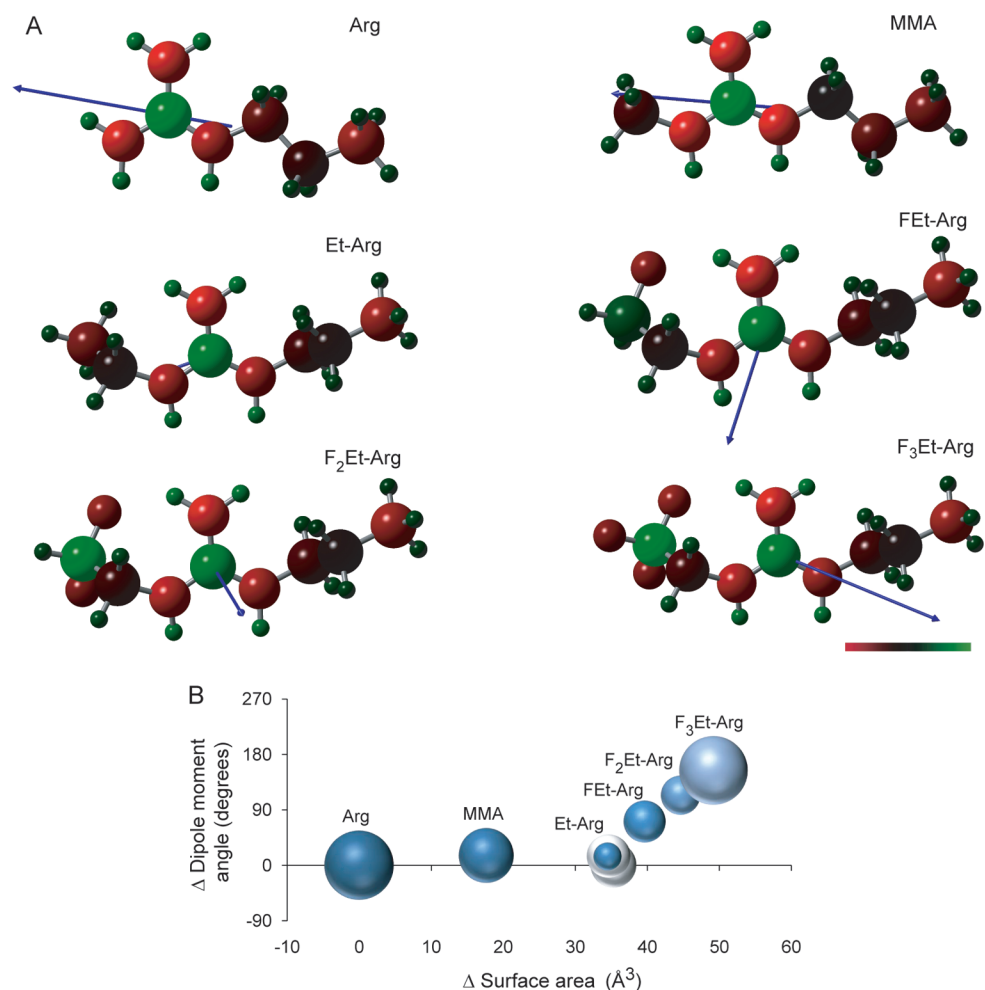 A
Arg
MMA
Et-Arg
FEt-Arg
F₂Et-Arg
F₃Et-Arg
B
Δ Dipole moment
angle (degrees)
270
180
90
0
-90
Arg
MMA
Et-Arg
FEt-Arg
F₂Et-Arg
F₃Et-Arg
-10 0 10 20 30 40 50 60
Δ Surface area (Å³)